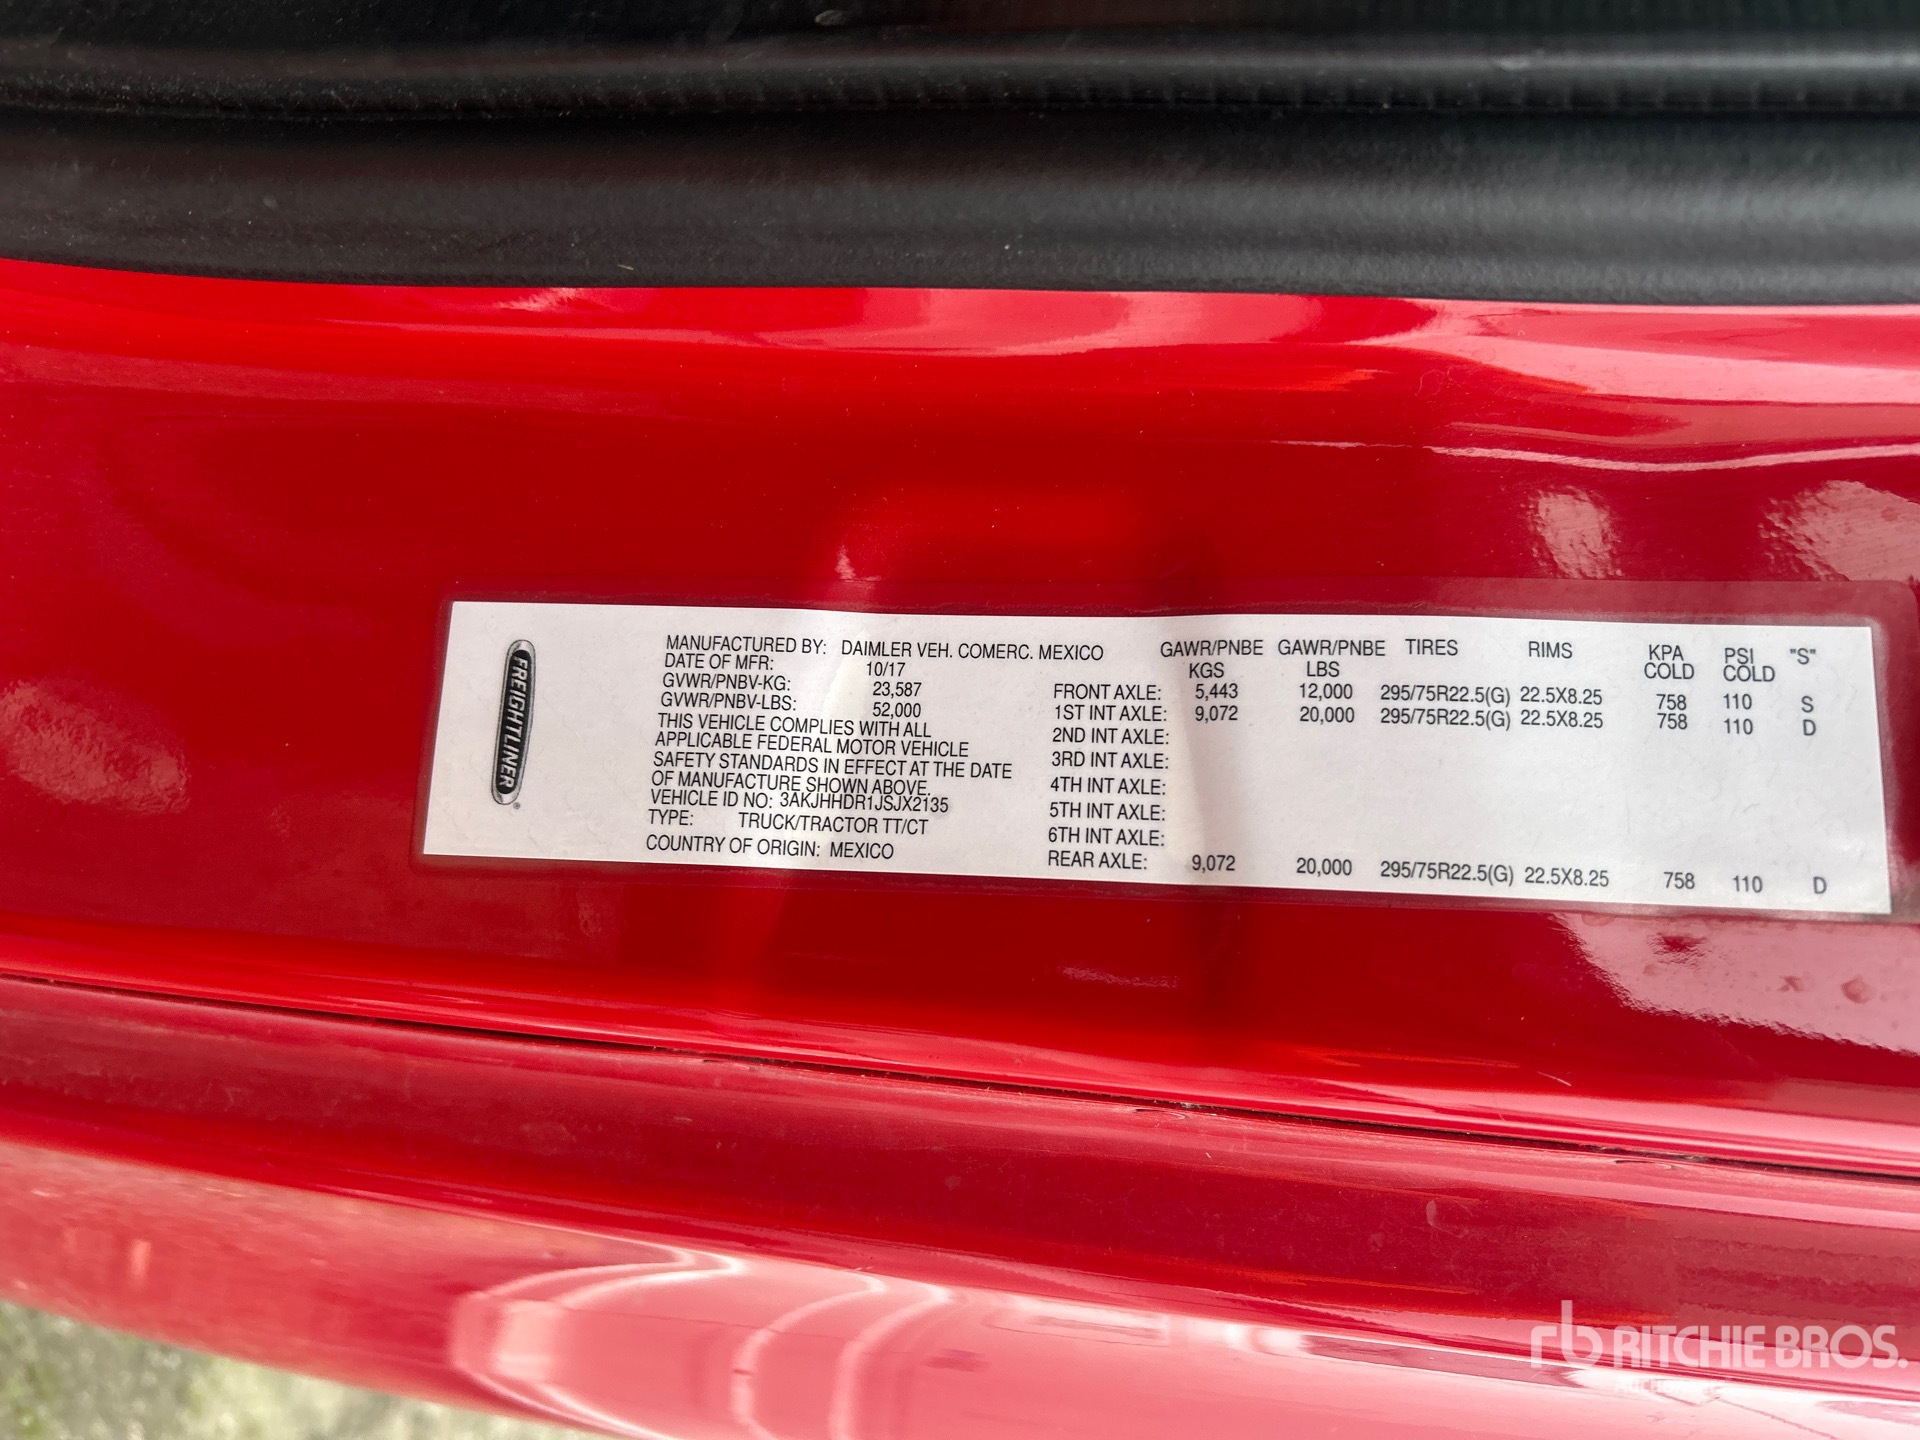 FREIGHTLINER®
MANUFACTURED BY: DAIMLER VEH. COMERC. MEXICO
DATE OF MFR: 10/17
GVWR/PNBV-KG: 23,587
GVWR/PNBV-LBS: 52,000
THIS VEHICLE COMPLIES WITH ALL
APPLICABLE FEDERAL MOTOR VEHICLE
SAFETY STANDARDS IN EFFECT AT THE DATE
OF MANUFACTURE SHOWN ABOVE.
VEHICLE ID NO: 3AKJHHDR1JSJX2135
TYPE: TRUCK/TRACTOR TT/CT
COUNTRY OF ORIGIN: MEXICO
GAWR/PNBE GAWR/PNBE TIRES RIMS KPA PSI "S"
KGS LBS COLD COLD
FRONT AXLE: 5,443 12,000 295/75R22.5(G) 22.5X8.25 758 110 S
1ST INT AXLE: 9,072 20,000 295/75R22.5(G) 22.5X8.25 758 110 D
2ND INT AXLE:
3RD INT AXLE:
4TH INT AXLE:
5TH INT AXLE:
6TH INT AXLE:
REAR AXLE: 9,072 20,000 295/75R22.5(G) 22.5X8.25 758 110 D
rb RITCHIE BROS.